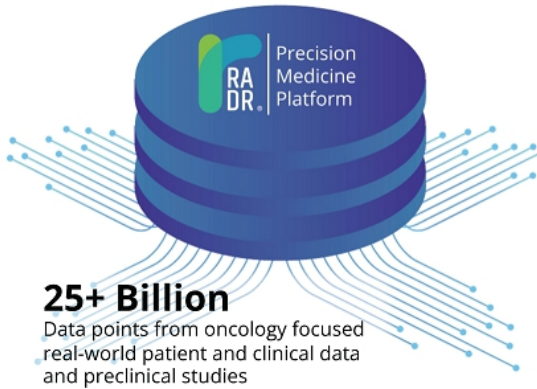 RA
DR®
Precision
Medicine
Platform
25+ Billion
Data points from oncology focused
real-world patient and clinical data
and preclinical studies